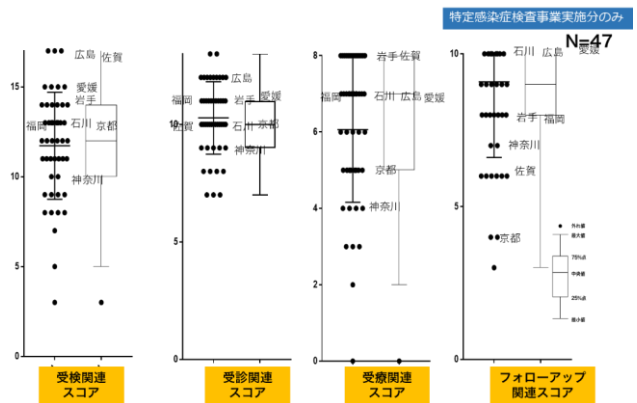 特定感染症検査事業実施分のみ
N=47
15
10
5
0
広島
佐賀
愛媛
岩手
福岡
石川
京都
神奈川
10
5
0
広島
福岡
岩手
愛媛
佐賀
石川
京都
神奈川
8
6
4
2
0
岩手
佐賀
福岡
石川
広島
愛媛
京都
神奈川
10
5
0
石川
広島
愛媛
岩手
福岡
神奈川
佐賀
京都
外れ値
最大値
75%点
中央値
25%点
最小値
受検関連
スコア
受診関連
スコア
受療関連
スコア
フォローアップ
関連スコア